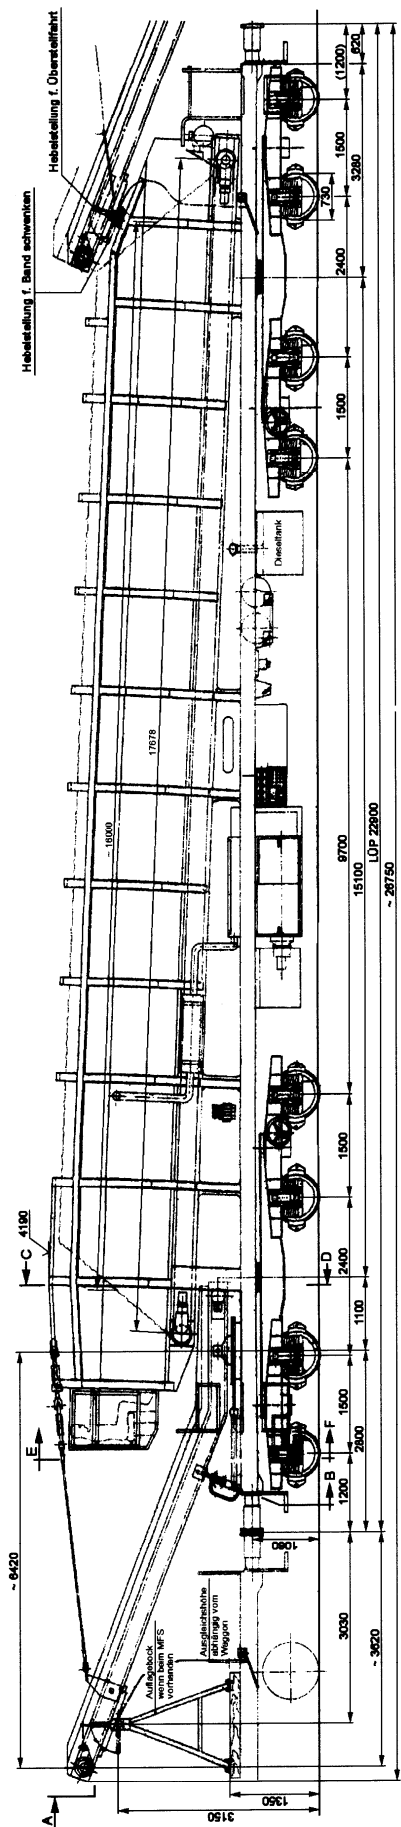 Hebelstellung f. Band schwenken
Hebelstellung f. Überstellfahrt
~ 6420
E
C
4190
~ 16000
17678
A
Auflagebock
wenn beim MFS
vorhanden
Ausgleichshöhe
abhängig vom
Waggon
Dieseltank
3150
1350
1060
B
F
D
730
1200
1500
2400
1500
9700
1500
2400
1500
(1200)
3030
2800
1100
15100
3280
620
LÜP 22900
~ 3620
~ 26750